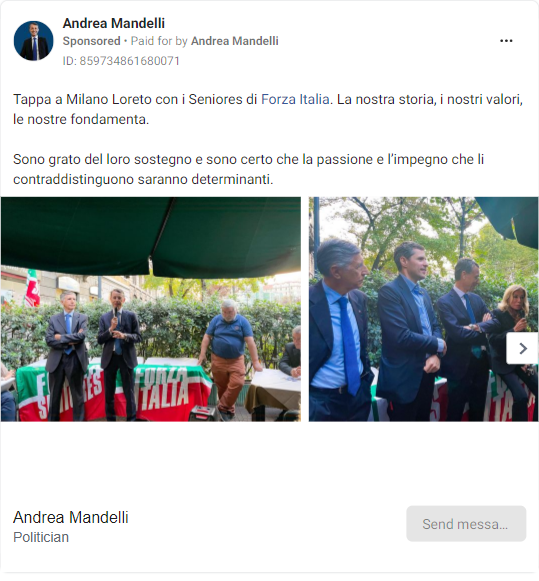 Andrea Mandelli
Sponsored • Paid for by Andrea Mandelli
ID: 859734861680071
Tappa a Milano Loreto con i Seniores di Forza Italia. La nostra storia, i nostri valori,
le nostre fondamenta.
Sono grato del loro sostegno e sono certo che la passione e l'impegno che li
contraddistinguono saranno determinanti.
FORZA
ITALIA
Andrea Mandelli
Politician
Send messa...